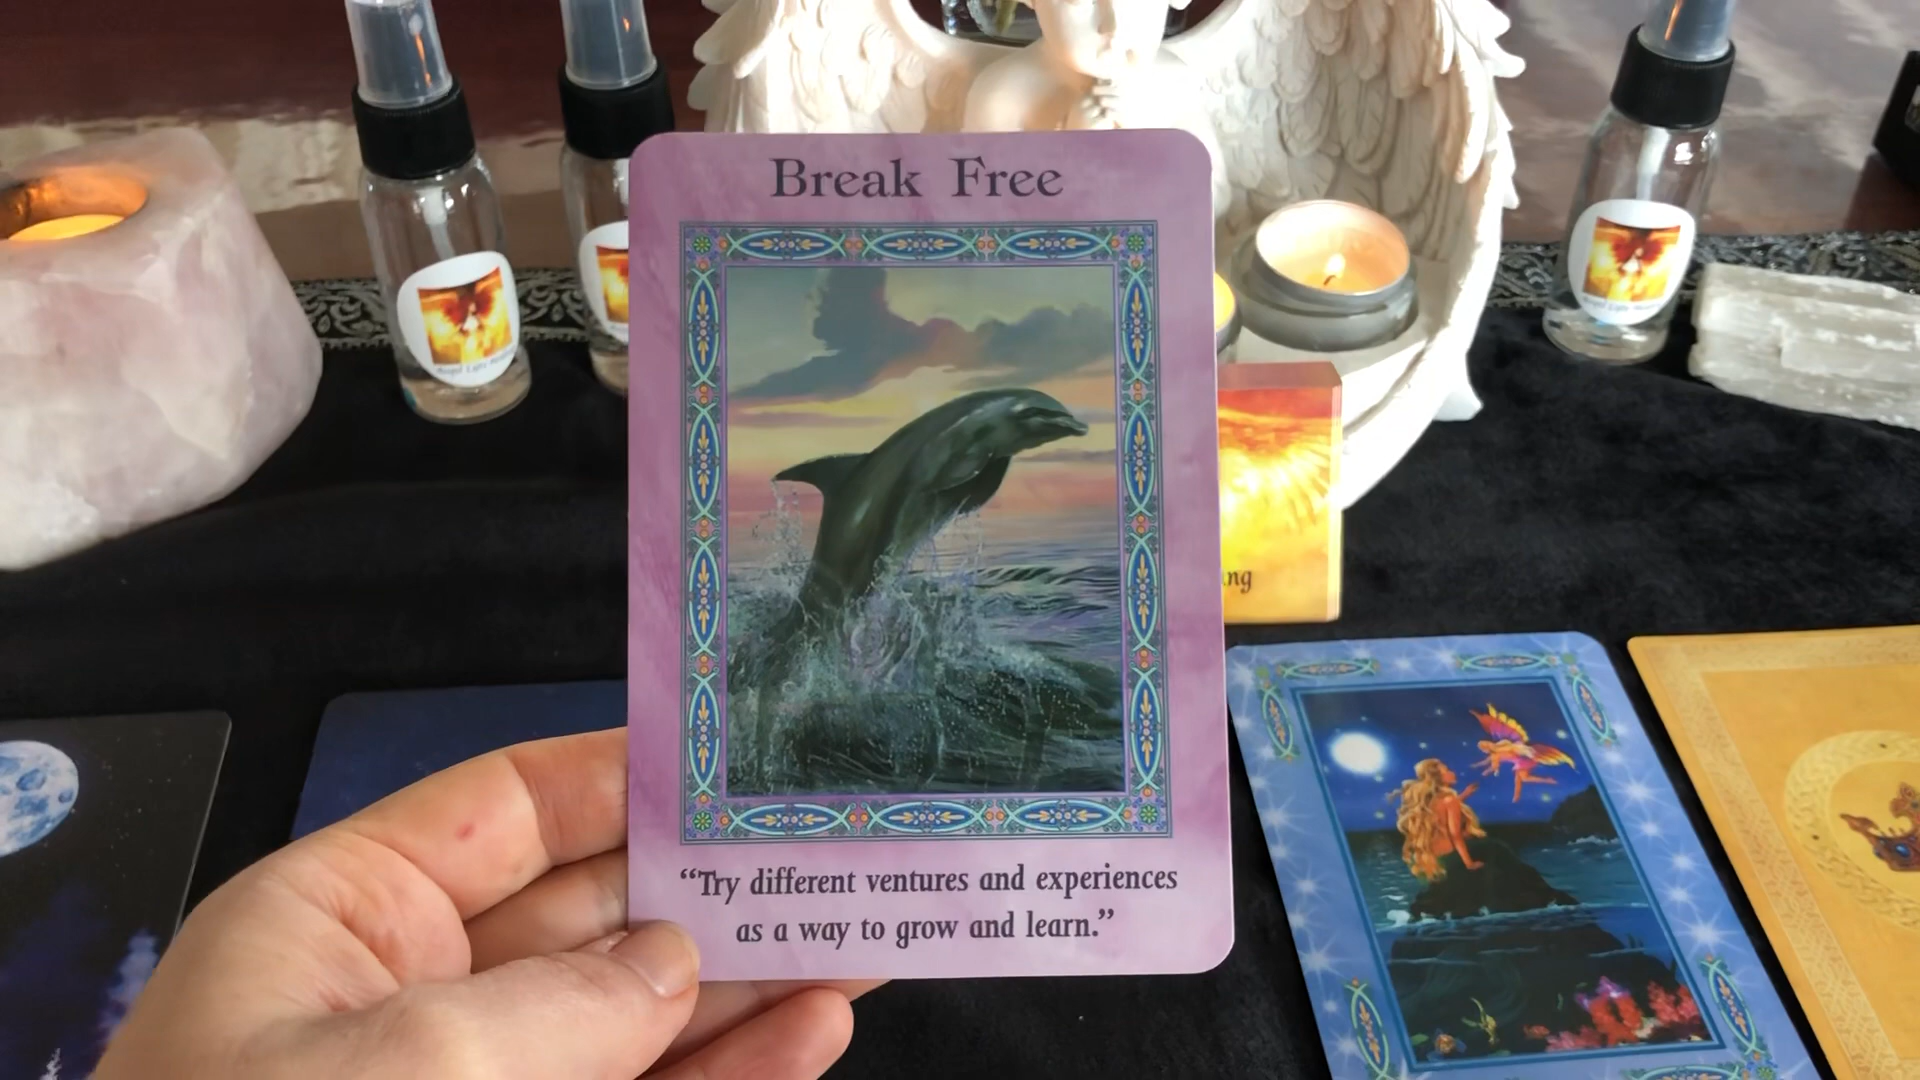 Break Free
“Try different ventures and experiences
as a way to grow and learn.”